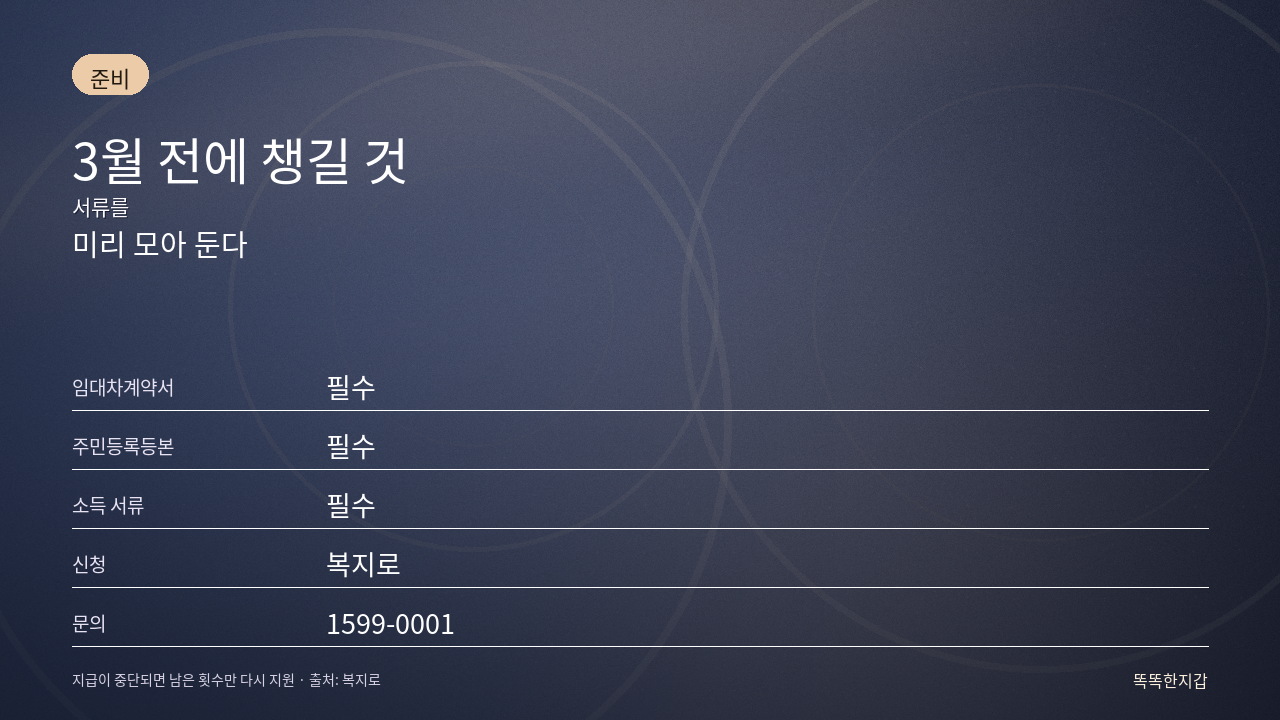 준비
3월 전에 챙길 것
서류를
미리 모아 둔다
임대차계약서 필수
주민등록등본 필수
소득 서류 필수
신청 복지로
문의 1599-0001
지급이 중단되면 남은 횟수만 다시 지원 · 출처: 복지로
똑똑한지갑